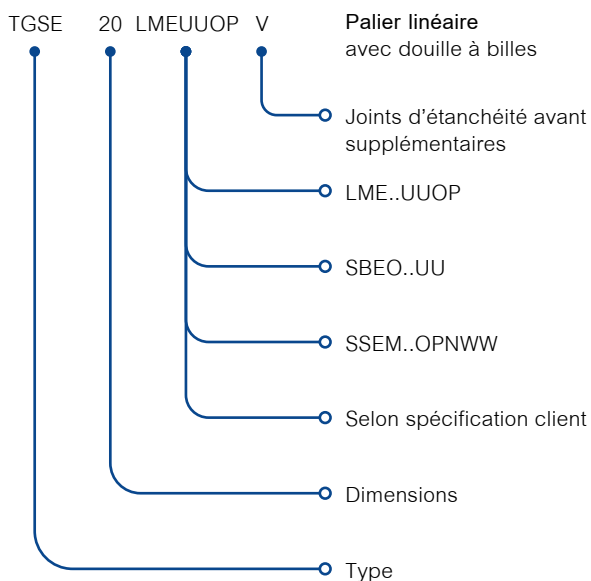 TGSE 20 LMEUUOP V
Palier linéaire
avec douille à billes
Joints d’étanchéité avant
supplémentaires
LME..UUOP
SBEO..UU
SSEM..OPNWW
Selon spécification client
Dimensions
Type